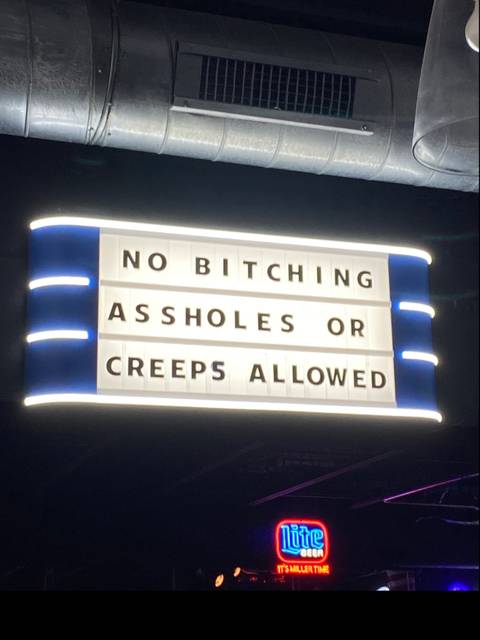 NO BITCHING
ASSHOLES OR
CREEPS ALLOWED
Lite
BEER
IT'S MILLER TIME